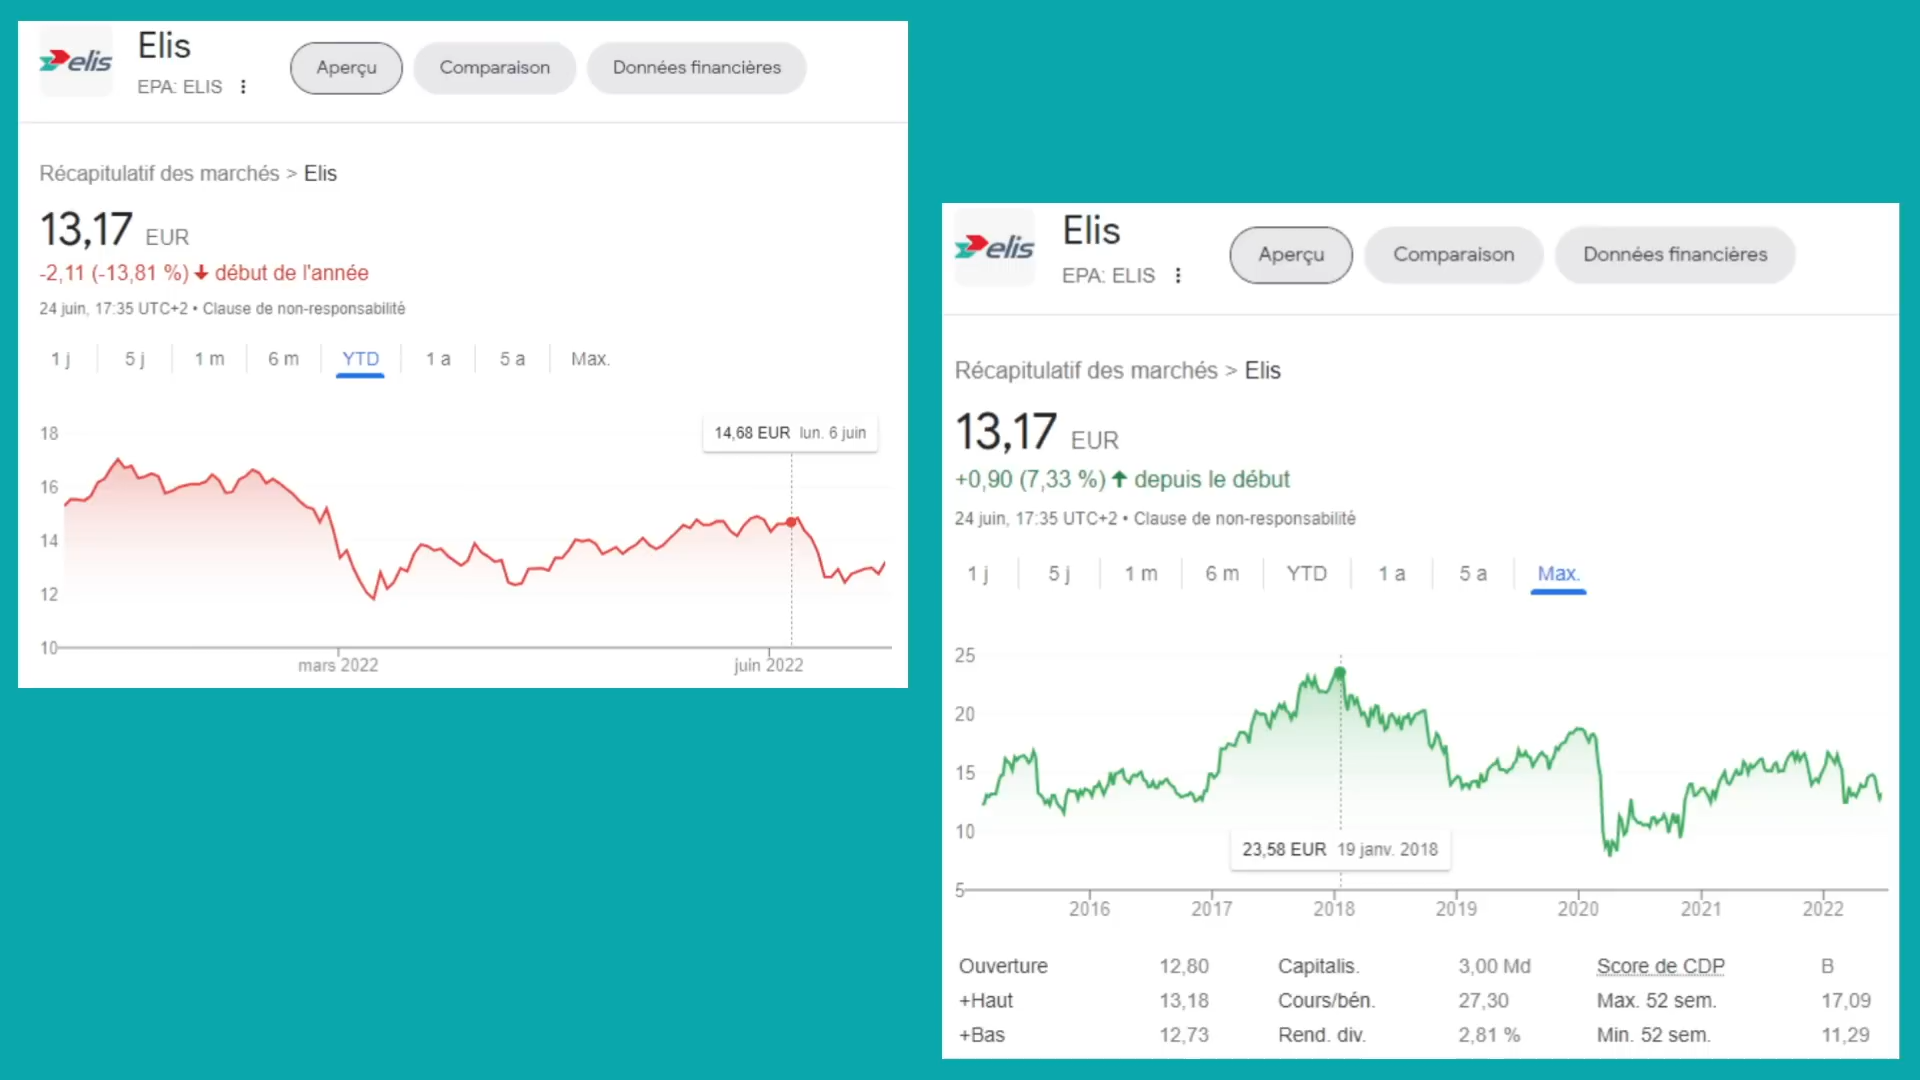 elis
Elis
EPA: ELIS
Aperçu
Comparaison
Données financières
Récapitulatif des marchés > Elis
13,17 EUR
-2,11 (-13,81 %) début de l'année
24 juin, 17:35 UTC+2 • Clause de non-responsabilité
1 j 5 j 1 m 6 m YTD 1 a 5 a Max.
14,68 EUR lun. 6 juin
18
16
14
12
10
mars 2022 juin 2022
elis
Elis
EPA: ELIS
Aperçu
Comparaison
Données financières
Récapitulatif des marchés > Elis
13,17 EUR
+0,90 (7,33 %) depuis le début
24 juin, 17:35 UTC+2 • Clause de non-responsabilité
1 j 5 j 1 m 6 m YTD 1 a 5 a Max.
25
20
15
10
23,58 EUR 19 janv. 2018
5
2016 2017 2018 2019 2020 2021 2022
Ouverture 12,80 Capitalis. 3,00 Md Score de CDP B
+Haut 13,18 Cours/bén. 27,30 Max. 52 sem. 17,09
+Bas 12,73 Rend. div. 2,81 % Min. 52 sem. 11,29